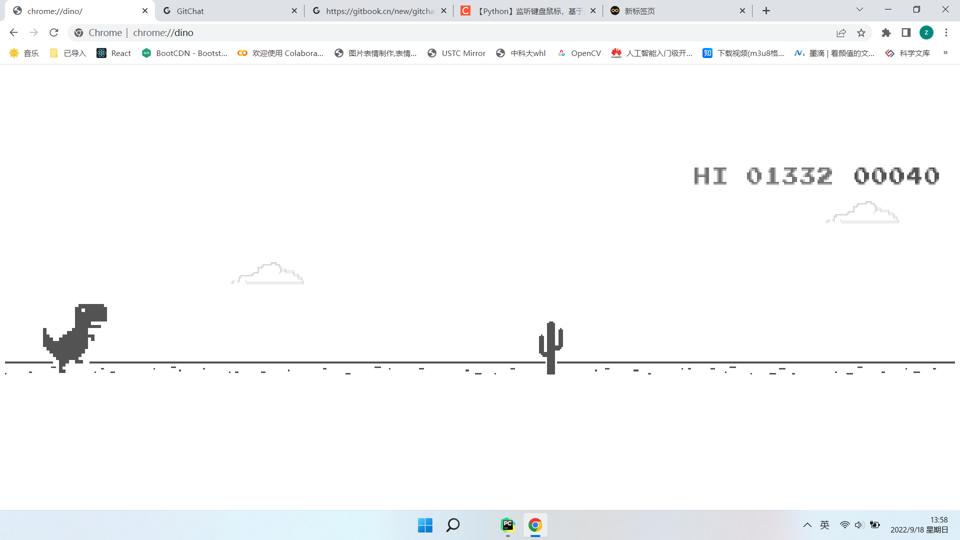 chrome://dino/
GitChat
https://gitbook.cn/new/gitcha
【Python】监听键盘鼠标，基于
新标签页
Chrome | chrome://dino
z
音乐
已导入
React
BootCDN - Bootst...
欢迎使用 Colabora...
图片表情制作,表情...
USTC Mirror
中科大whl
OpenCV
人工智能入门极开...
知 下载视频(m3u8格...
墨滴 | 看颜值的文...
科学文库
»
HI 01332 00040
PC
英
13:58
2022/9/18 星期日